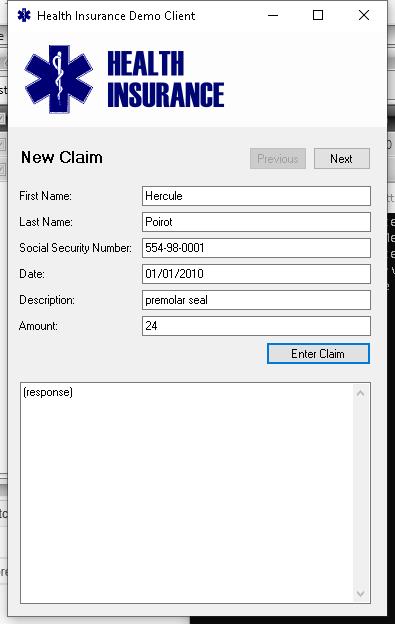 Health Insurance Demo Client
HEALTH
INSURANCE
New Claim
Previous
Next
First Name: Hercule
Last Name: Poirot
Social Security Number: 554-98-0001
Date: 01/01/2010
Description: premolar seal
Amount: 24
Enter Claim
(response)